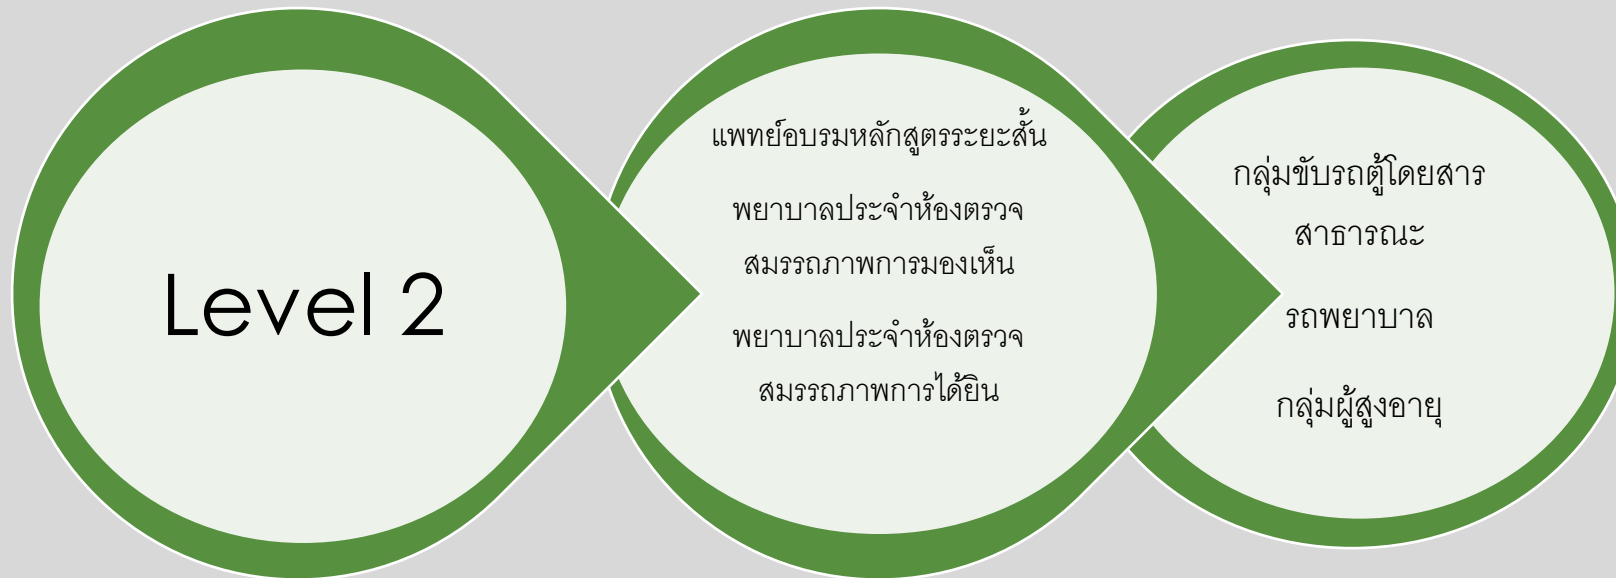 Level 2
แพทย์อบรมหลักสูตรระยะสั้น
พยาบาลประจำห้องตรวจ
สมรรถภาพการมองเห็น
พยาบาลประจำห้องตรวจ
สมรรถภาพการได้ยิน
กลุ่มขับรถตู้โดยสาร
สาธารณะ
รถพยาบาล
กลุ่มผู้สูงอายุ